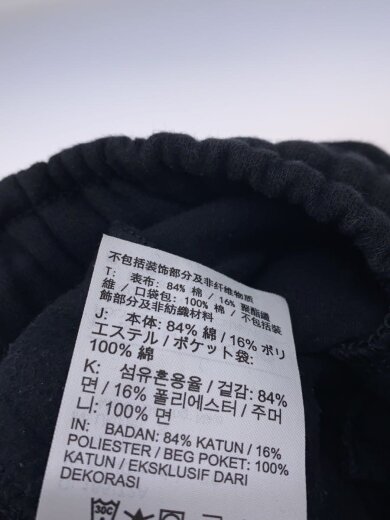 不包括装饰部分及非纤维物质
T: 表布: 84% 棉 / 16% 聚酯纖
維 / 口袋包: 100% 棉 / 不包括裝
飾部分及非紡織材料
J: 本体: 84% 綿 / 16% ポリ
エステル / ポケット袋:
100% 綿
K: 섬유혼용율 / 겉감: 84%
면 / 16% 폴리에스터 / 주머
니: 100% 면
IN: BADAN: 84% KATUN / 16%
POLIESTER / BEG POKET: 100%
KATUN / EKSKLUSIF DARI
DEKORASI
30C